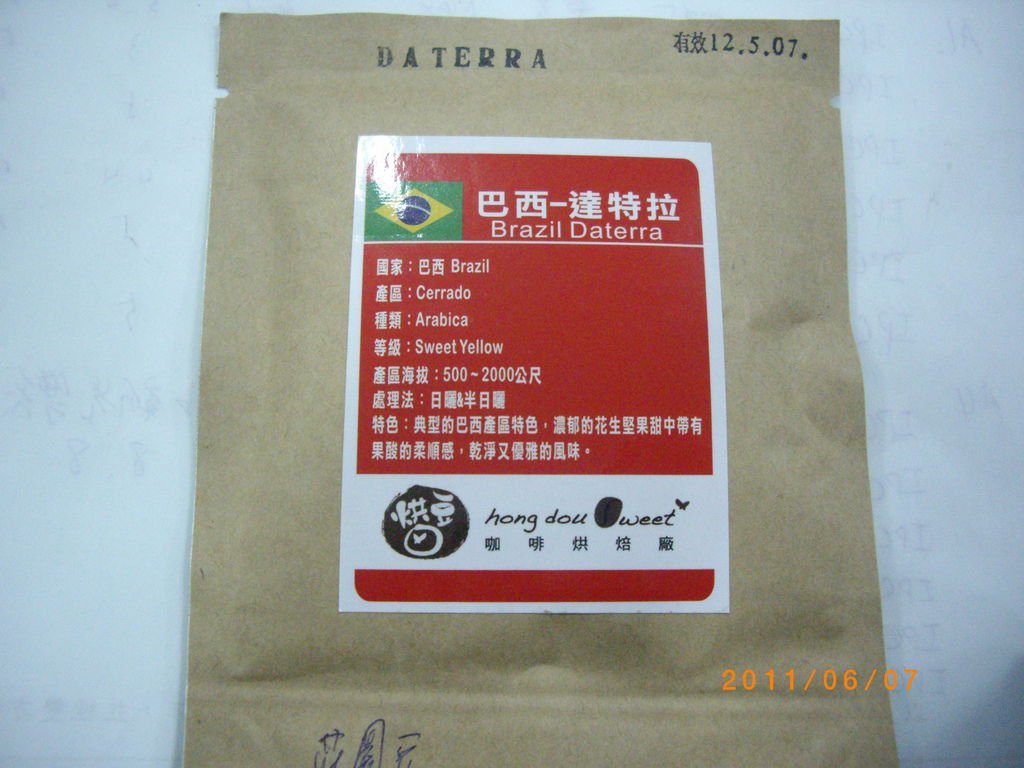 DATERRA
有效12.5.07.
巴西-達特拉
Brazil Daterra
國家：巴西 Brazil
產區：Cerrado
種類：Arabica
等級：Sweet Yellow
產區海拔：500~2000公尺
處理法：日曬&半日曬
特色：典型的巴西產區特色，濃郁的花生堅果甜中帶有
果酸的柔順感，乾淨又優雅的風味。
烘豆
hong dou Sweet
咖啡烘焙廠
2011/06/07